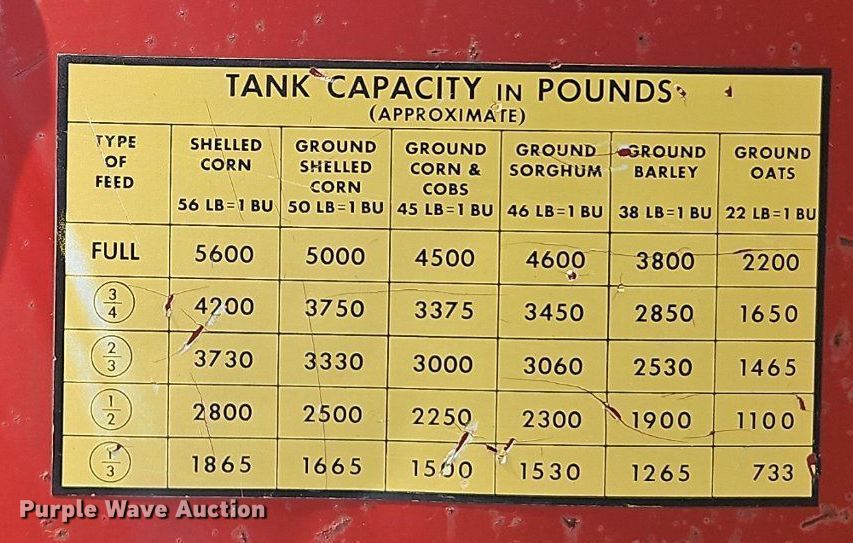 TANK CAPACITY IN POUNDS
(APPROXIMATE)
TYPE OF FEED SHELLED CORN 56 LB=1 BU GROUND SHELLED CORN 50 LB=1 BU GROUND CORN & COBS 45 LB=1 BU GROUND SORGHUM 46 LB=1 BU GROUND BARLEY 38 LB=1 BU GROUND OATS 22 LB=1 BU
FULL 5600 5000 4500 4600 3800 2200
3/4 4200 3750 3375 3450 2850 1650
2/3 3730 3330 3000 3060 2530 1465
1/2 2800 2500 2250 2300 1900 1100
1/3 1865 1665 1500 1530 1265 733
Purple Wave Auction